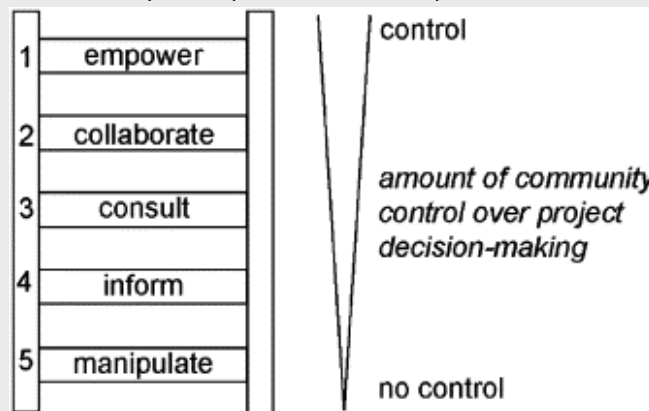 1 empower
2 collaborate
3 consult
4 inform
5 manipulate
control
amount of community
control over project
decision-making
no control